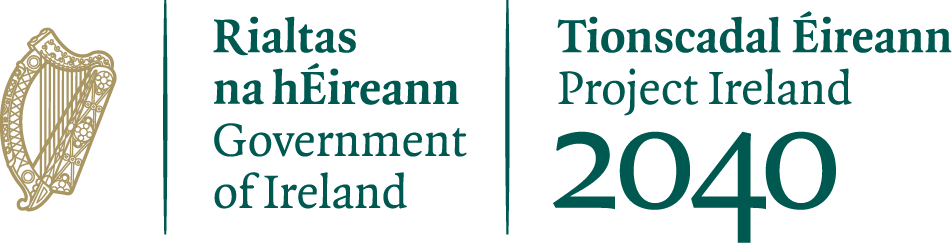 Rialtas
na hÉireann
Government
of Ireland
Tionscadal Éireann
Project Ireland
2040